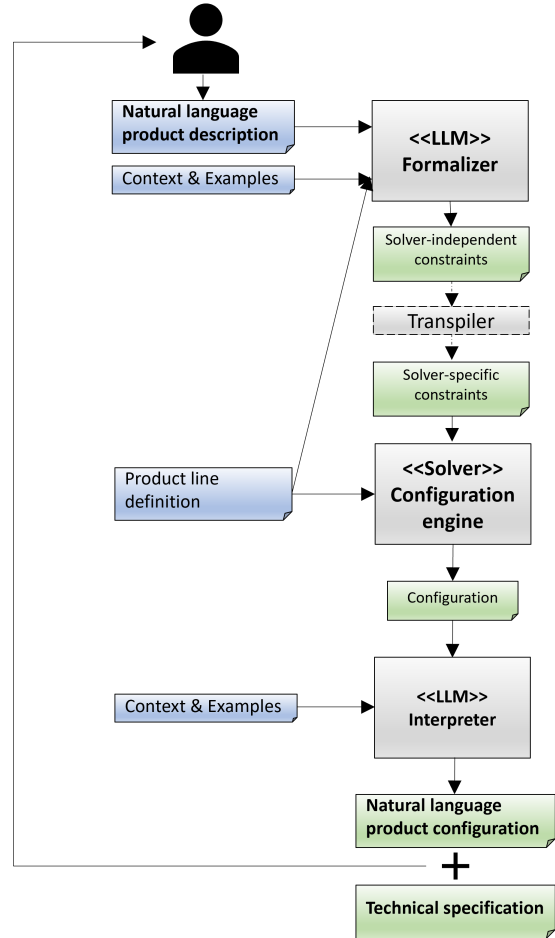 Natural language
product description
<<LLM>>
Formalizer
Context & Examples
Solver-independent
constraints
Transpiler
Solver-specific
constraints
Product line
definition
<<Solver>>
Configuration
engine
Configuration
Context & Examples
<<LLM>>
Interpreter
Natural language
product configuration
+
Technical specification